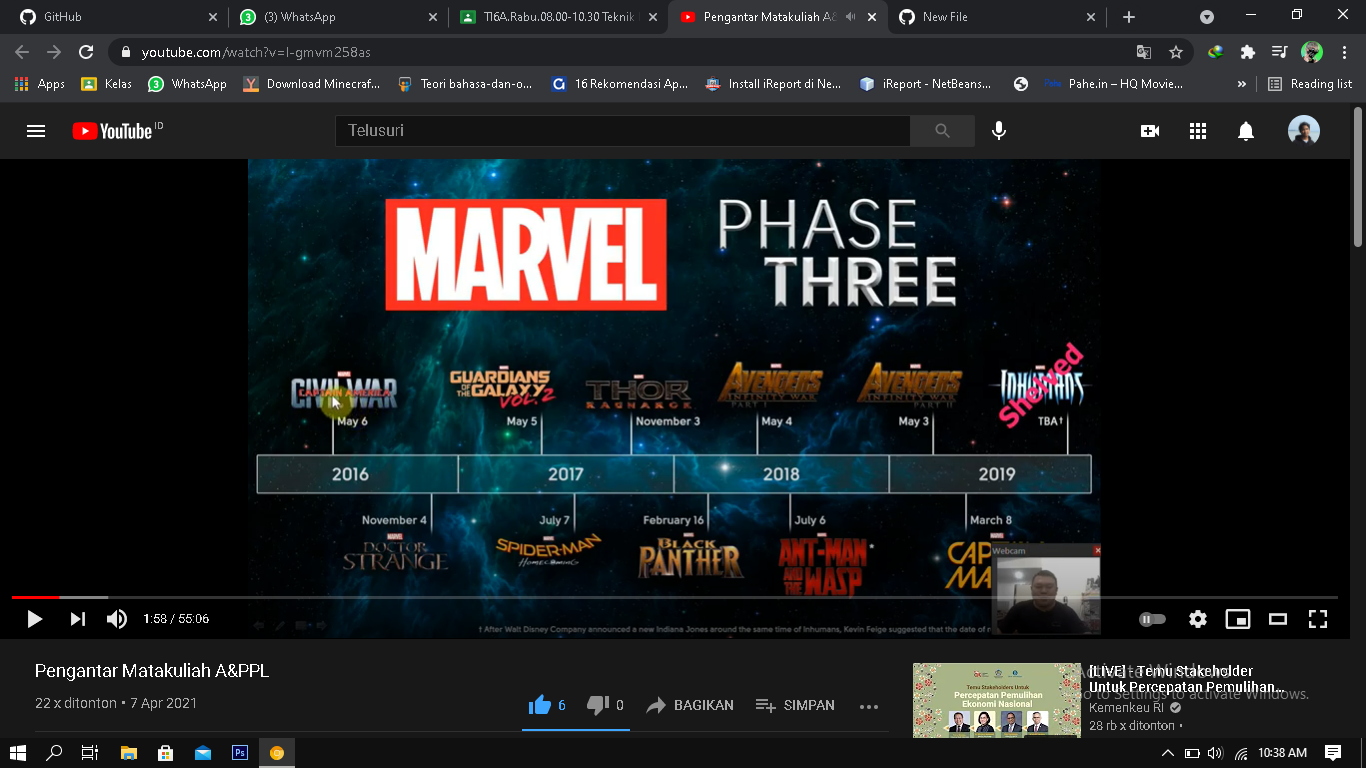 GitHub
(3) WhatsApp
TI6A.Rabu.08.00-10.30 Teknik
Pengantar Matakuliah A&
New File
youtube.com/watch?v=l-gmvm258as
Apps
Kelas
WhatsApp
Download Minecraf...
Teori bahasa-dan-o...
16 Rekomendasi Ap...
Install iReport di Ne...
iReport - NetBeans...
Pahe.in – HQ Movie...
»
Reading list
YouTube ID
Telusuri
MARVEL
PHASE
THREE
CIVIL WAR
CAPTAIN AMERICA
May 6
GUARDIANS
OF THE GALAXY
VOL. 2
May 5
THOR
RAGNAROK
November 3
AVENGERS
INFINITY WAR
PART I
May 4
AVENGERS
INFINITY WAR
PART II
May 3
INHUMANS
Shelved
TBA†
2016
2017
2018
2019
November 4
MARVEL
DOCTOR
STRANGE
July 7
SPIDER-MAN
HOMECOMING
February 16
BLACK
PANTHER
July 6
ANT-MAN
AND THE WASP
*
March 8
CAP
MA
Webcam
† After Walt Disney Company announced a new Indiana Jones around the same time of Inhumans, Kevin Feige suggested that the date of
1:58 / 55:06
Pengantar Matakuliah A&PPL
22 x ditonton • 7 Apr 2021
6
0
BAGIKAN
SIMPAN
Temu Stakeholders Untuk
Percepatan Pemulihan
Ekonomi Nasional
[LIVE] - Temu Stakeholder
Untuk Percepatan Pemulihan...
Kemenkeu RI
28 rb x ditonton •
Activate Windows
Go to Settings to activate Windows.
Ps
10:38 AM